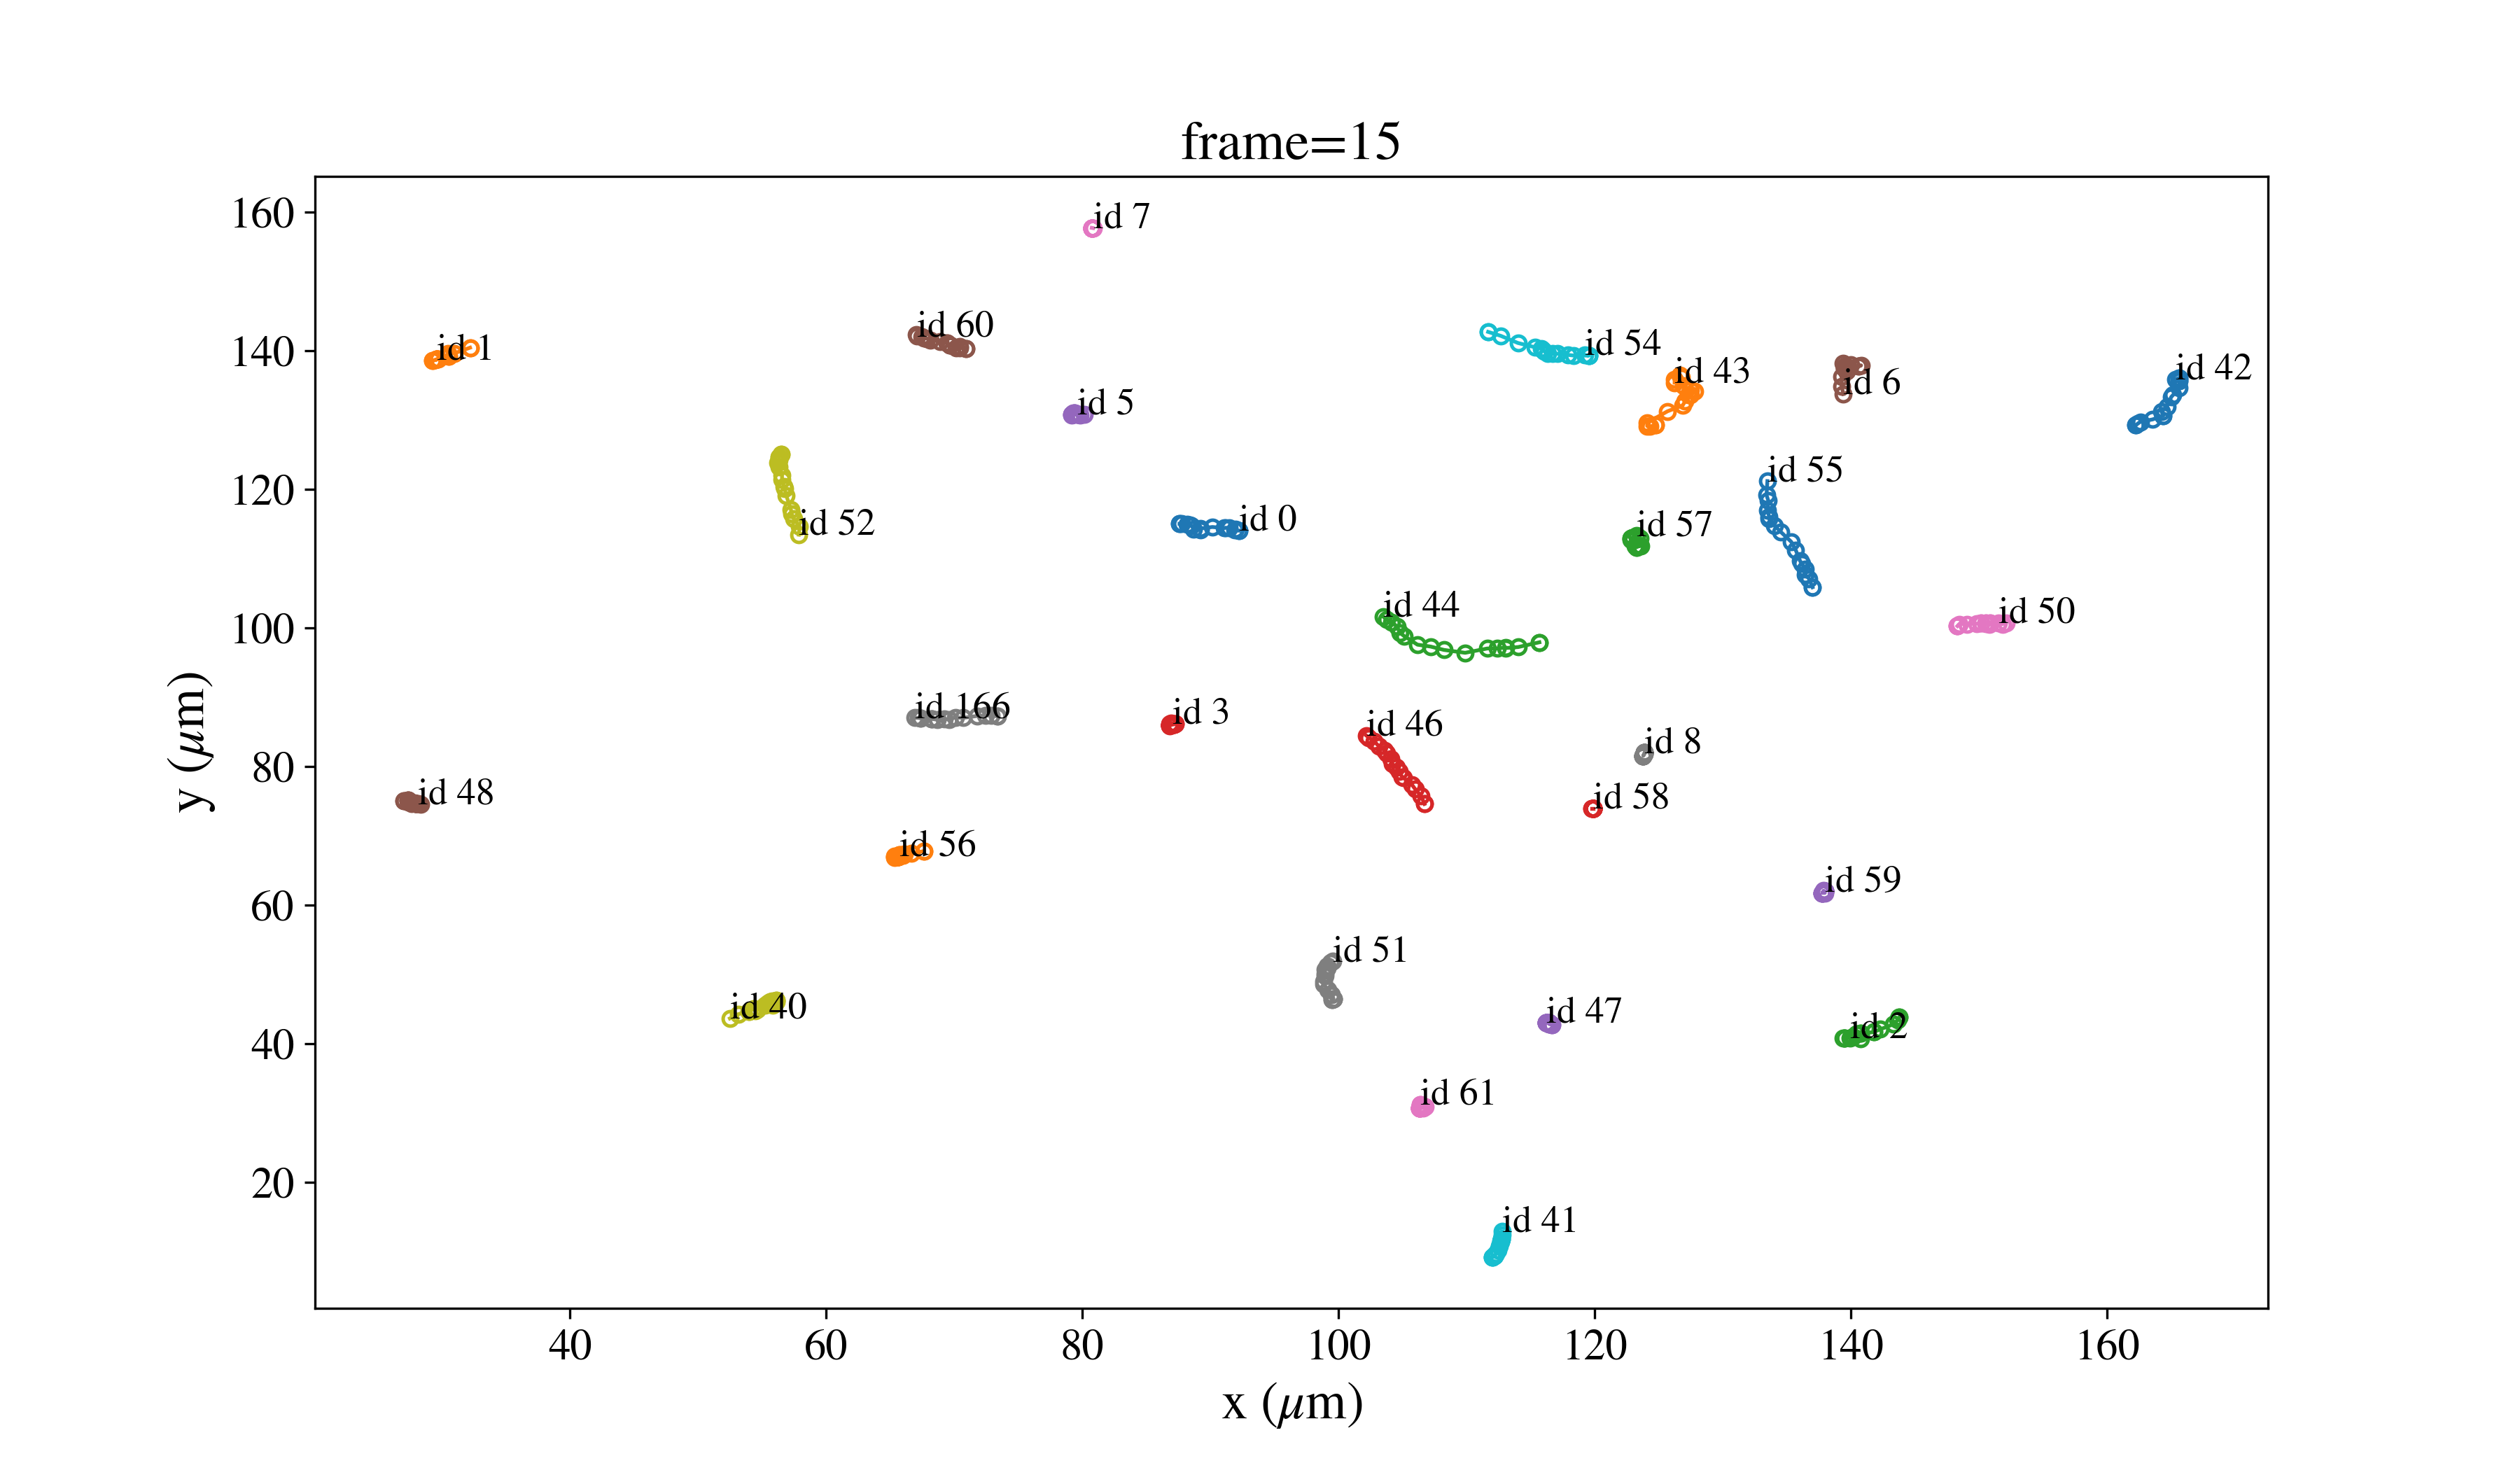 frame=15
160
140
120
100
80
60
40
20
y (μm)
id 7
id 60
id 1
id 54
id 43
id 6
id 42
id 5
id 55
id 52
id 0
id 57
id 44
id 50
id 166
id 3
id 46
id 8
id 48
id 58
id 56
id 59
id 51
id 40
id 47
id 2
id 61
id 41
40
60
80
100
120
140
160
x (μm)